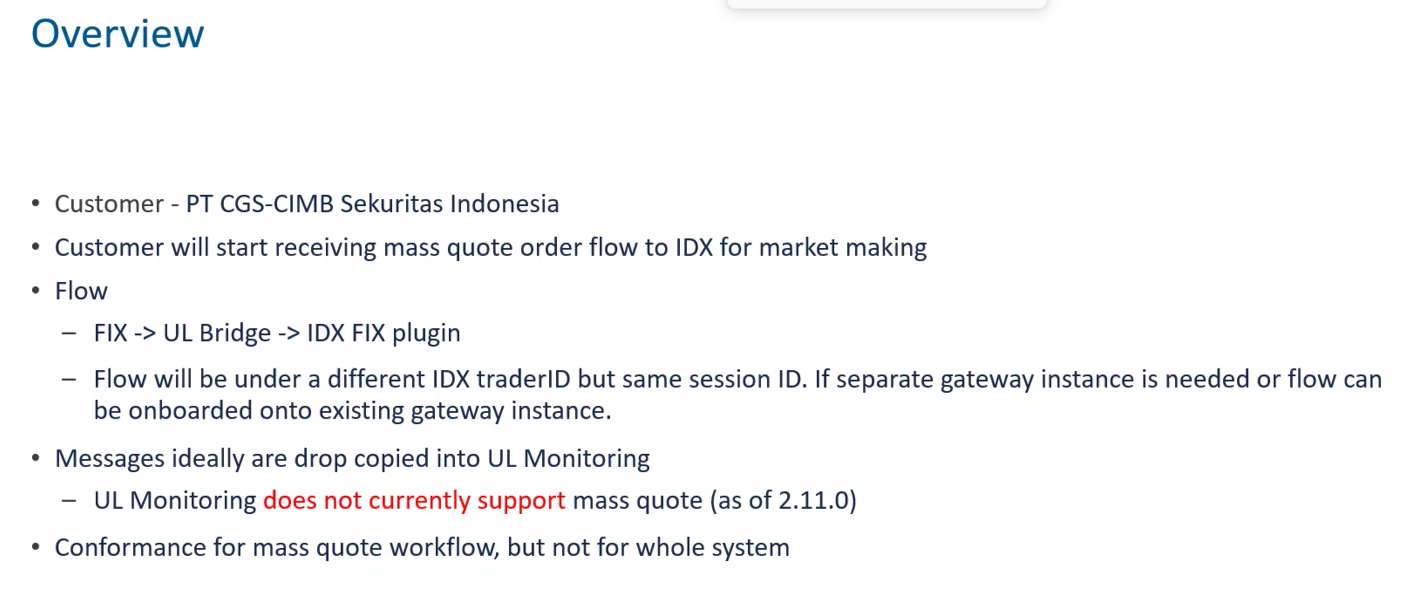 Overview
• Customer - PT CGS-CIMB Sekuritas Indonesia
• Customer will start receiving mass quote order flow to IDX for market making
• Flow
– FIX -> UL Bridge -> IDX FIX plugin
– Flow will be under a different IDX traderID but same session ID. If separate gateway instance is needed or flow can
be onboarded onto existing gateway instance.
• Messages ideally are drop copied into UL Monitoring
– UL Monitoring does not currently support mass quote (as of 2.11.0)
• Conformance for mass quote workflow, but not for whole system